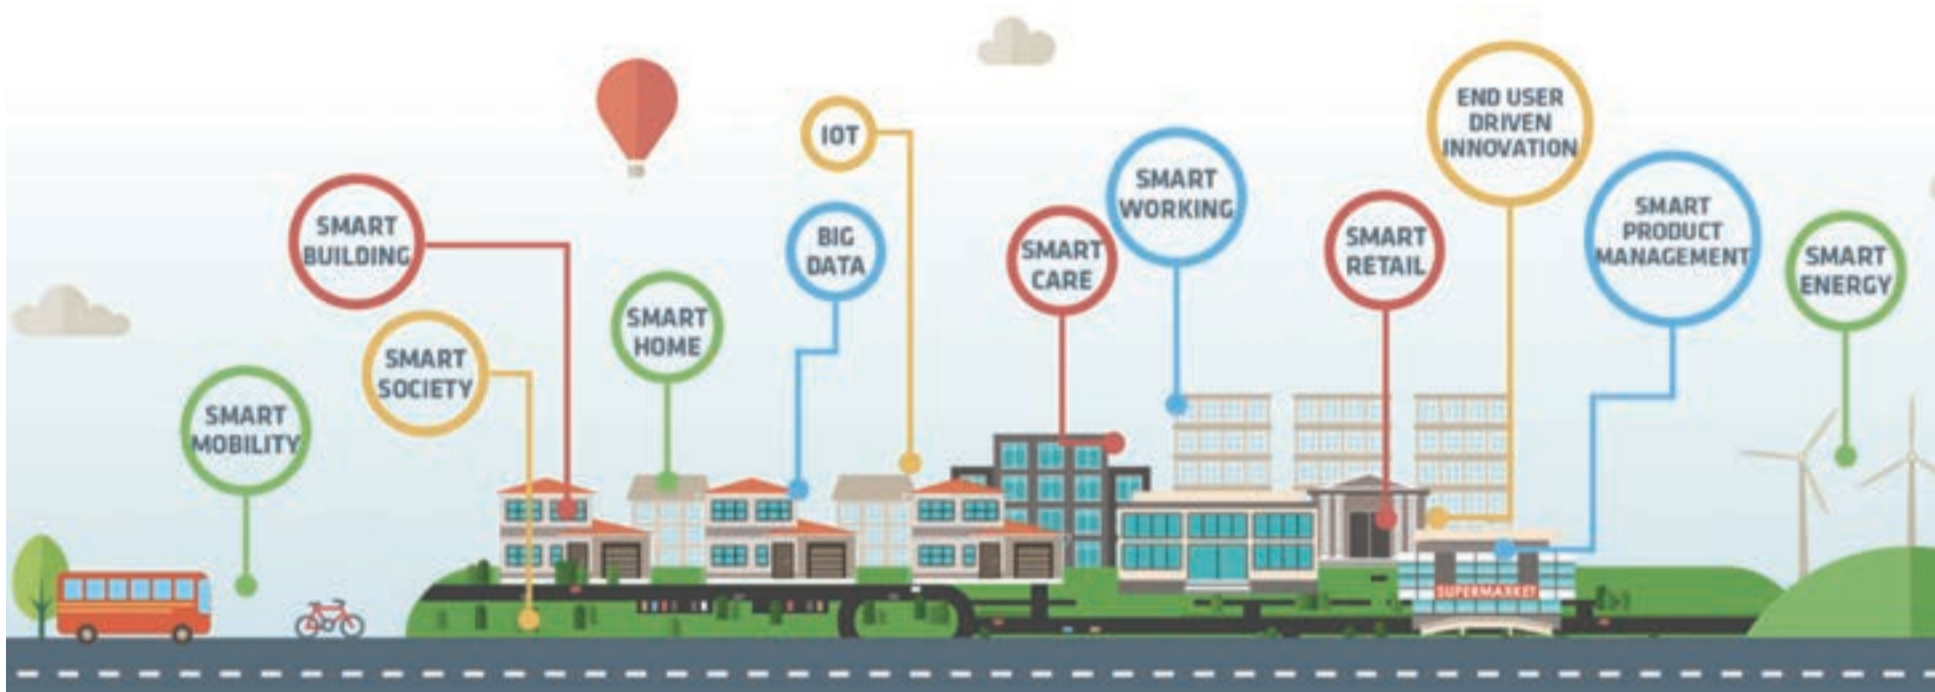 SMART
MOBILITY
SMART
BUILDING
SMART
SOCIETY
SMART
HOME
IOT
BIG
DATA
SMART
CARE
SMART
WORKING
SMART
RETAIL
END USER
DRIVEN
INNOVATION
SMART
PRODUCT
MANAGEMENT
SMART
ENERGY
SUPERMARKET